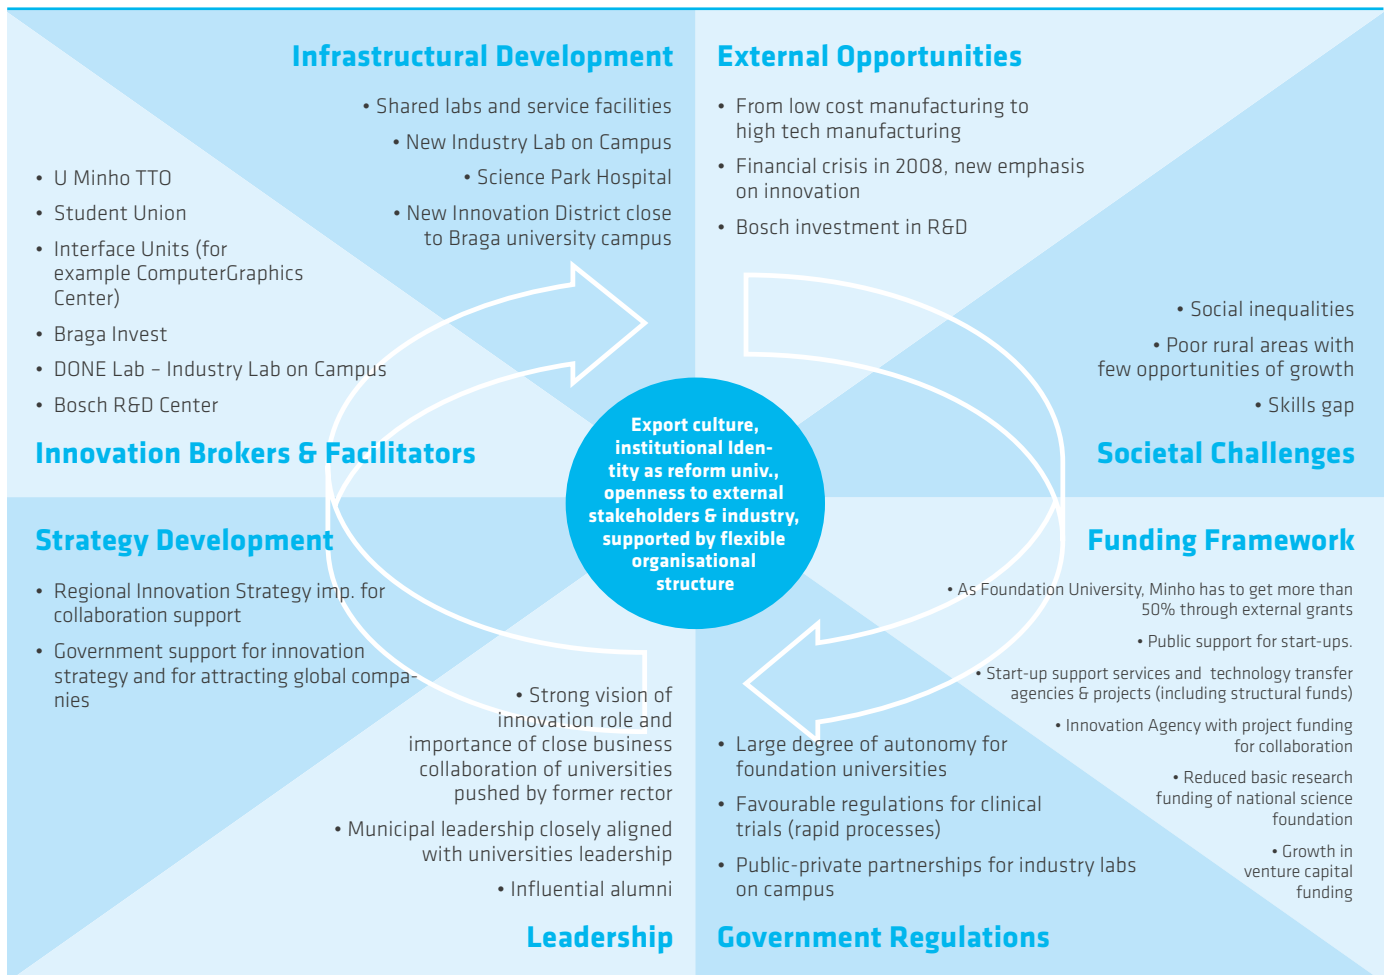 Infrastructural Development
• Shared labs and service facilities
• New Industry Lab on Campus
• Science Park Hospital
• New Innovation District close
to Braga university campus
External Opportunities
• From low cost manufacturing to
high tech manufacturing
• Financial crisis in 2008, new emphasis
on innovation
• Bosch investment in R&D
• U Minho TTO
• Student Union
• Interface Units (for
example ComputerGraphics
Center)
• Braga Invest
• DONE Lab – Industry Lab on Campus
• Bosch R&D Center
Innovation Brokers & Facilitators
• Social inequalities
• Poor rural areas with
few opportunities of growth
• Skills gap
Societal Challenges
Export culture,
institutional Iden-
tity as reform univ.,
openness to external
stakeholders & industry,
supported by flexible
organisational
structure
Strategy Development
• Regional Innovation Strategy imp. for
collaboration support
• Government support for innovation
strategy and for attracting global compa-
nies
Funding Framework
• As Foundation University, Minho has to get more than
50% through external grants
• Public support for start-ups.
• Start-up support services and technology transfer
agencies & projects (including structural funds)
• Innovation Agency with project funding
for collaboration
• Reduced basic research
funding of national science
foundation
• Growth in
venture capital
funding
• Strong vision of
innovation role and
importance of close business
collaboration of universities
pushed by former rector
• Municipal leadership closely aligned
with universities leadership
• Influential alumni
Leadership
• Large degree of autonomy for
foundation universities
• Favourable regulations for clinical
trials (rapid processes)
• Public-private partnerships for industry labs
on campus
Government Regulations